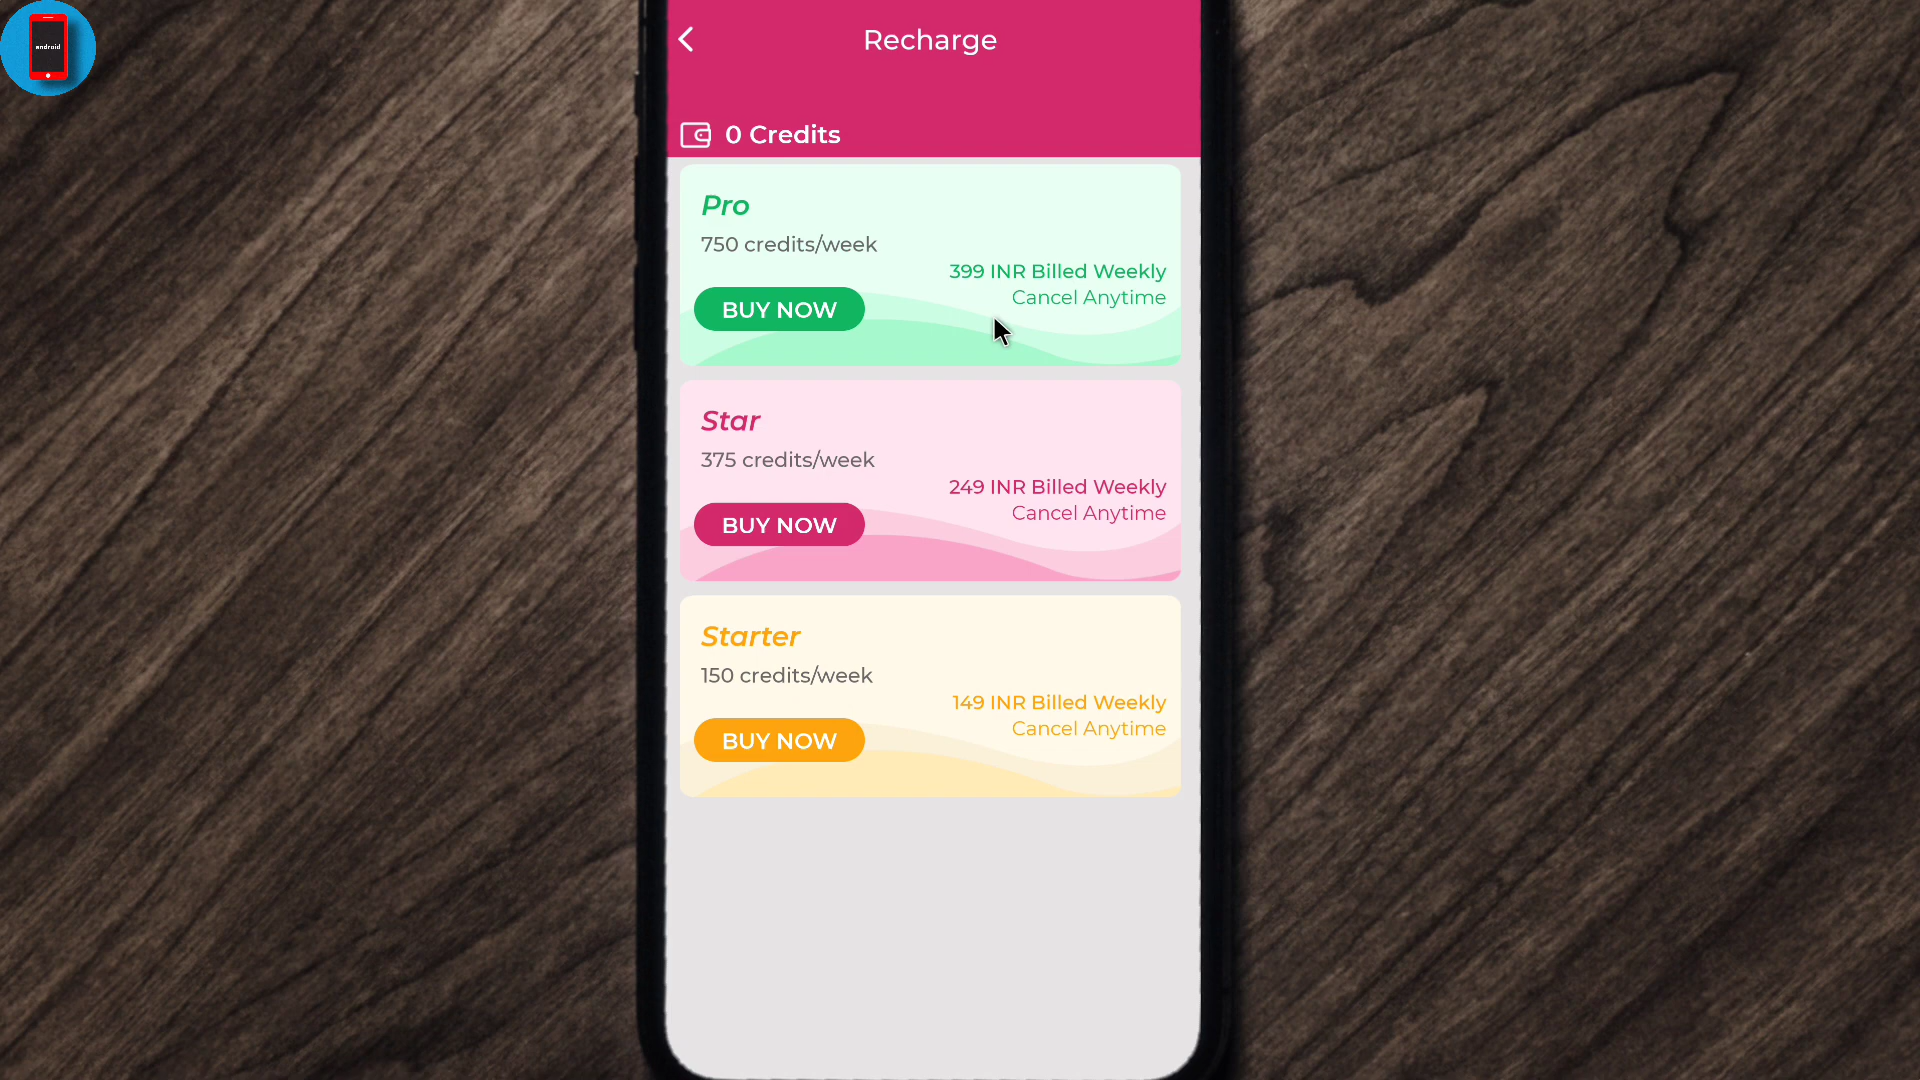 android
Recharge
0 Credits
Pro
750 credits/week
399 INR Billed Weekly
Cancel Anytime
BUY NOW
Star
375 credits/week
249 INR Billed Weekly
Cancel Anytime
BUY NOW
Starter
150 credits/week
149 INR Billed Weekly
Cancel Anytime
BUY NOW